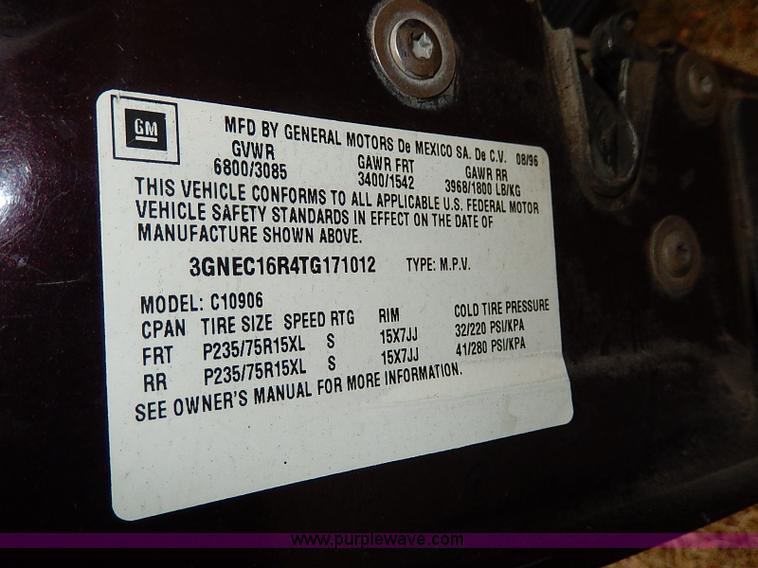 GM
MFD BY GENERAL MOTORS De MEXICO SA. De C.V. 08/96
GVWR GAWR FRT GAWR RR
6800/3085 3400/1542 3968/1800 LB/KG
THIS VEHICLE CONFORMS TO ALL APPLICABLE U.S. FEDERAL MOTOR
VEHICLE SAFETY STANDARDS IN EFFECT ON THE DATE OF
MANUFACTURE SHOWN ABOVE.
3GNEC16R4TG171012 TYPE: M.P.V.
MODEL: C10906
CPAN TIRE SIZE SPEED RTG RIM COLD TIRE PRESSURE
FRT P235/75R15XL S 15X7JJ 32/220 PSI/KPA
RR P235/75R15XL S 15X7JJ 41/280 PSI/KPA
SEE OWNER'S MANUAL FOR MORE INFORMATION.
www.purplewave.com